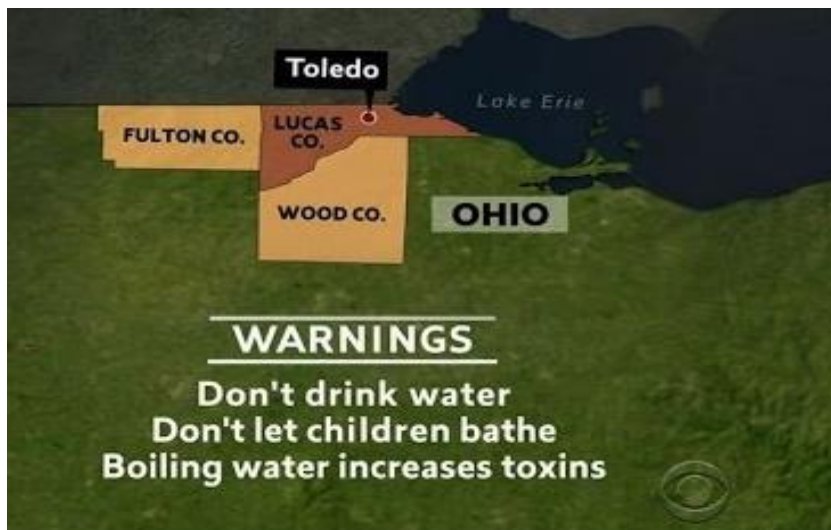 Toledo
Lake Erie
FULTON CO.
LUCAS
CO.
WOOD CO.
OHIO
WARNINGS
Don't drink water
Don't let children bathe
Boiling water increases toxins